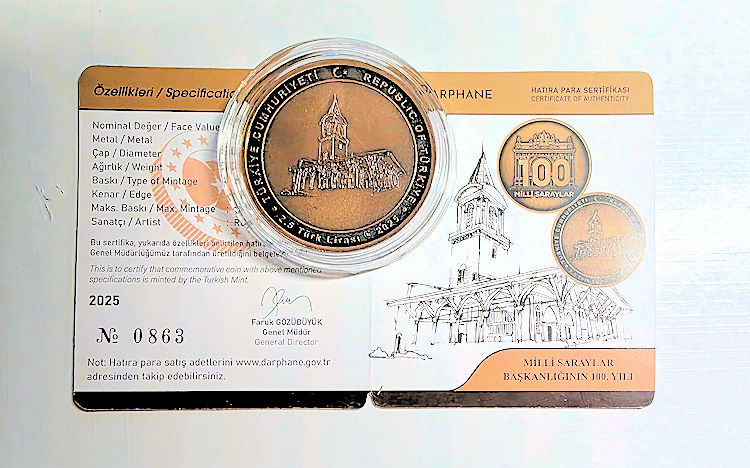 Özellikleri / Specificatio
Nominal Değer / Face Value
Metal / Metal
Çap / Diameter
Ağırlık / Weight
Baskı / Type of Mintage
Kenar / Edge
Maks. Baskı / Max. Mintage
Sanatçı / Artist
Bu sertifika, yukarıda özellikleri belirtilen hatı
Genel Müdürlüğümüz tarafından üretildiğini belgele
This is to certify that commemorative coin with above mentioned
specifications is minted by the Turkish Mint.
2025
№ 0863
Faruk GÖZÜBÜYÜK
Genel Müdür
General Director
Not: Hatıra para satış adetlerini www.darphane.gov.tr
adresinden takip edebilirsiniz.
TÜRKİYE CUMHURİYETİ REPUBLIC OF TÜRKİYE
2.5 Türk Lirası 2025
DARPHANE
HATIRA PARA SERTİFİKASI
CERTIFICATE OF AUTHENTICITY
100
MİLLİ SARAYLAR
MİLLİ SARAYLAR
BAŞKANLIĞININ 100. YILI